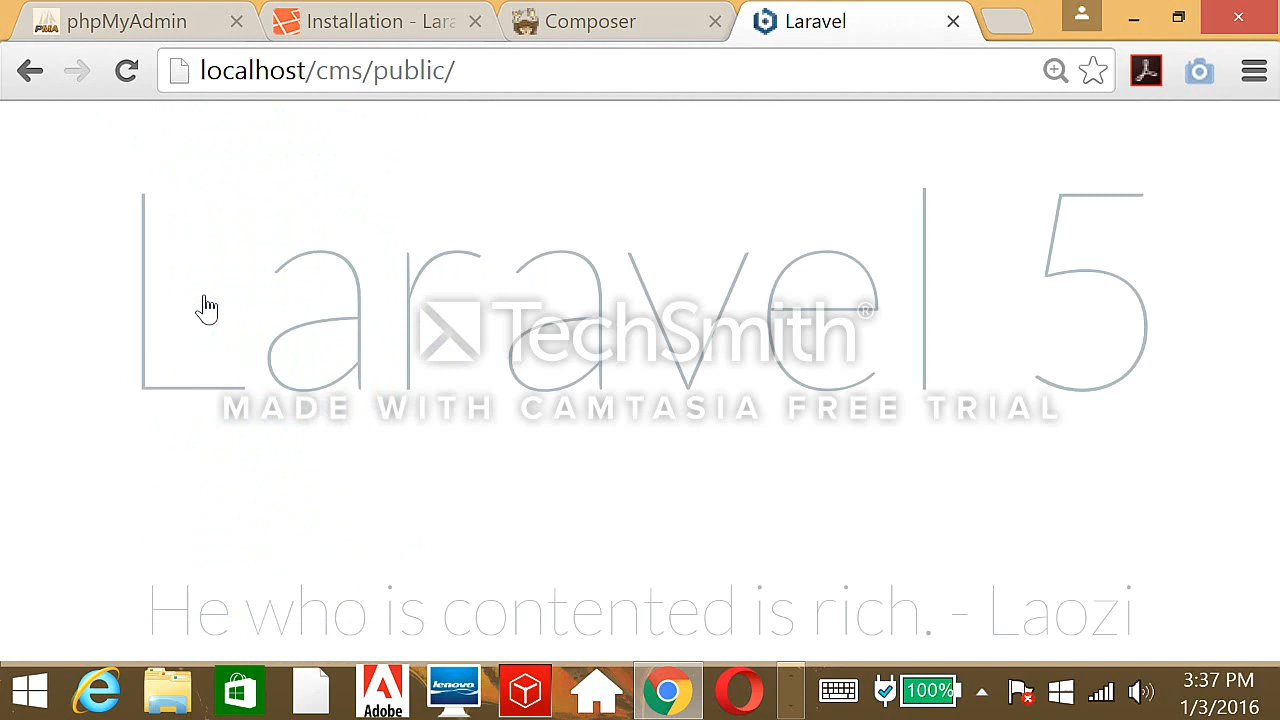 phpMyAdmin
Installation - Lara
Composer
Laravel
localhost/cms/public/
Laravel 5
TechSmith®
MADE WITH CAMTASIA FREE TRIAL
He who is contented is rich. - Laozi
Adobe
lenovo
100%
3:37 PM
1/3/2016